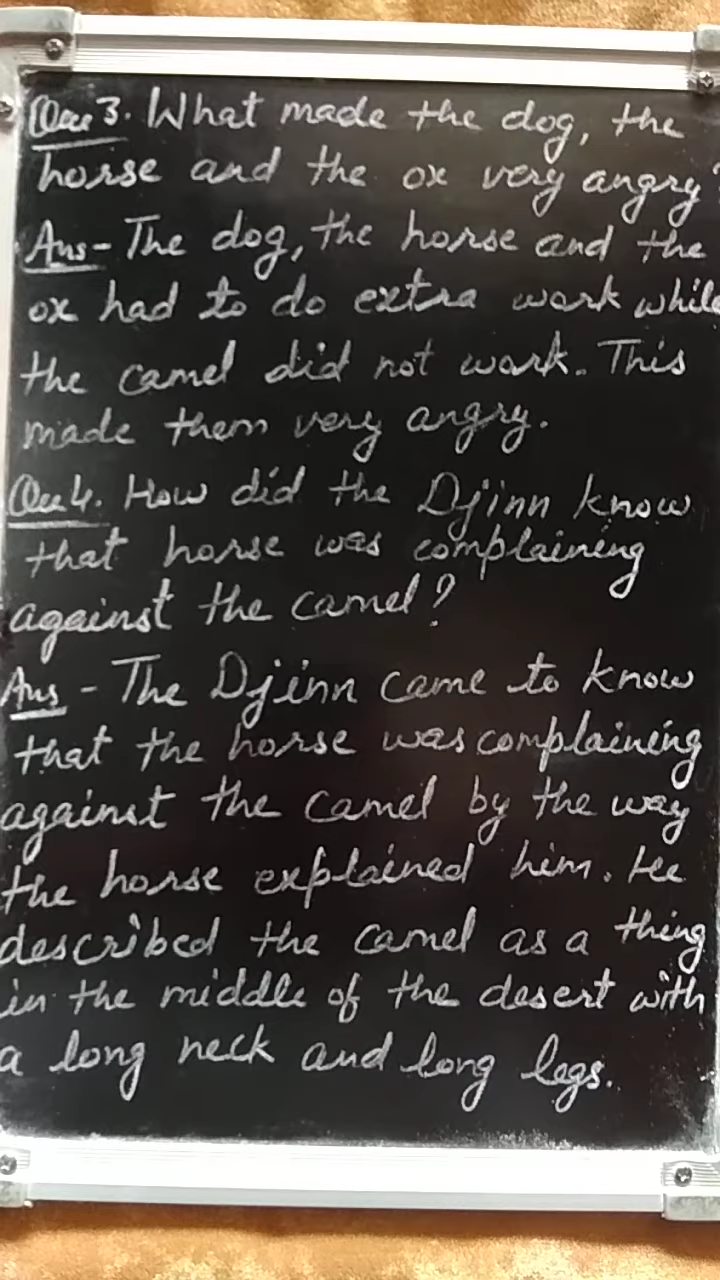 Que 3. What made the dog, the
horse and the ox very angry?
Ans- The dog, the horse and the
ox had to do extra work while
the camel did not work. This
made them very angry.
Que 4. How did the Djinn know
that horse was complaining
against the camel?
Ans - The Djinn came to know
that the horse was complaining
against the camel by the way
the horse explained him. He
described the camel as a thing
in the middle of the desert with
a long neck and long legs.